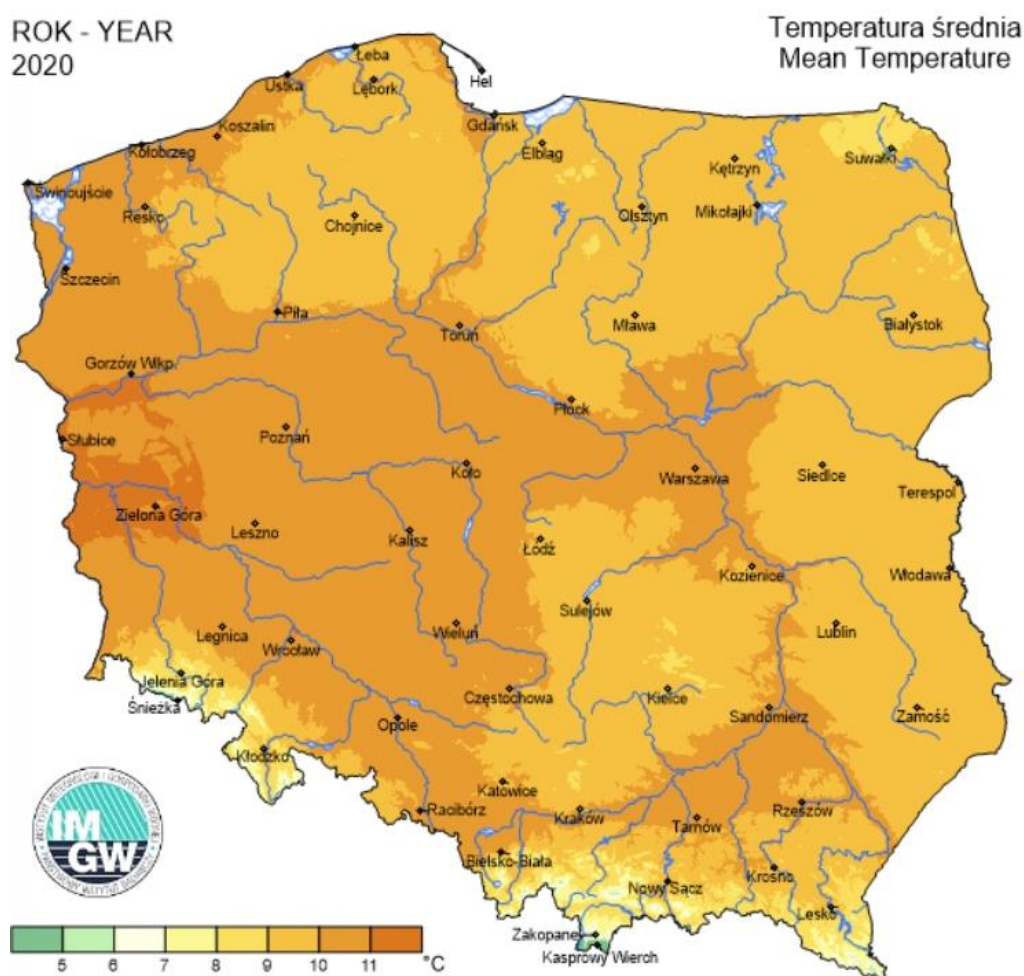 ROK - YEAR
2020
Temperatura średnia
Mean Temperature
Łeba
Hel
Ustka
Lębork
Gdańsk
Koszalin
Kołobrzeg
Elbląg
Kętrzyn
Suwałki
Świnoujście
Resko
Chojnice
Olsztyn
Mikołajki
Szczecin
Piła
Toruń
Mława
Białystok
Gorzów Wlkp.
Płock
Słubice
Poznań
Koło
Warszawa
Siedlce
Terespol
Zielona Góra
Leszno
Kalisz
Łódź
Kozienice
Włodawa
Sulejów
Legnica
Wrocław
Wieluń
Lublin
Jelenia Góra
Śnieżka
Częstochowa
Kielce
Opole
Sandomierz
Zamość
Kłodzko
Katowice
Racibórz
Kraków
Tarnów
Rzeszów
Bielsko-Biała
Nowy Sącz
Krosno
Lesko
Zakopane
Kasprowy Wierch
IM
GW
5 6 7 8 9 10 11 °C